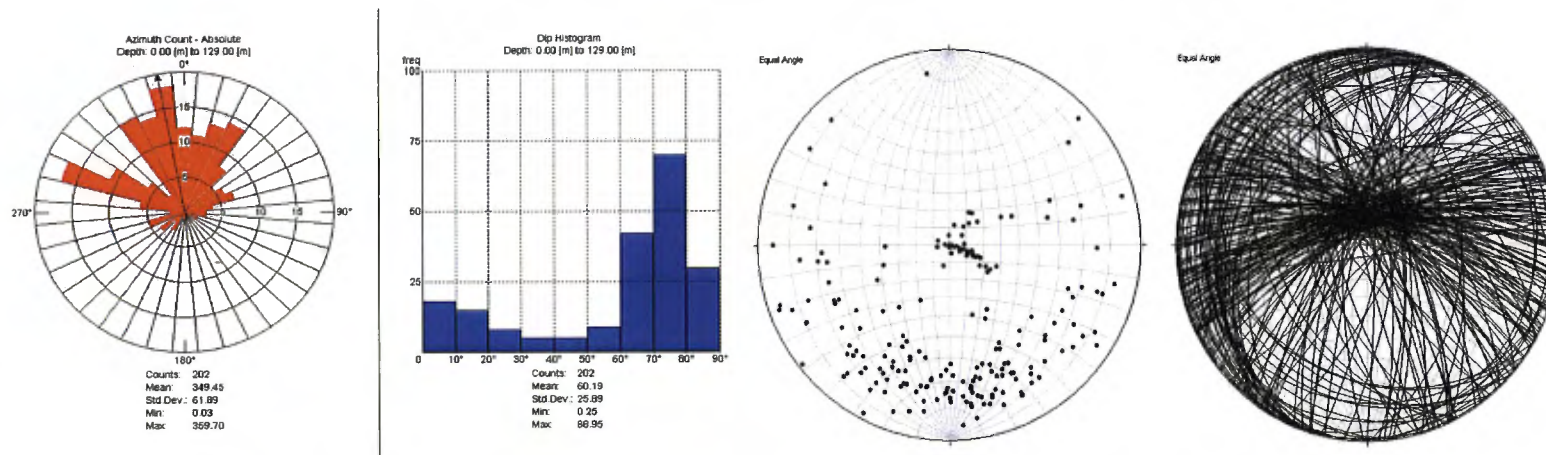 Azimuth Count - Absolute
Depth: 0.00 [m] to 129.00 [m]
0°
15
10
5
270°
5
10
15
90°
180°
Counts: 202
Mean: 349.45
Std.Dev.: 61.89
Min: 0.03
Max: 359.70
Dip Histogram
Depth: 0.00 [m] to 129.00 [m]
freq
100
75
50
25
0
10°
20°
30°
40°
50°
60°
70°
80°
90°
Counts: 202
Mean: 60.19
Std.Dev.: 25.89
Min: 0.25
Max: 88.95
Equal Angle
Equal Angle